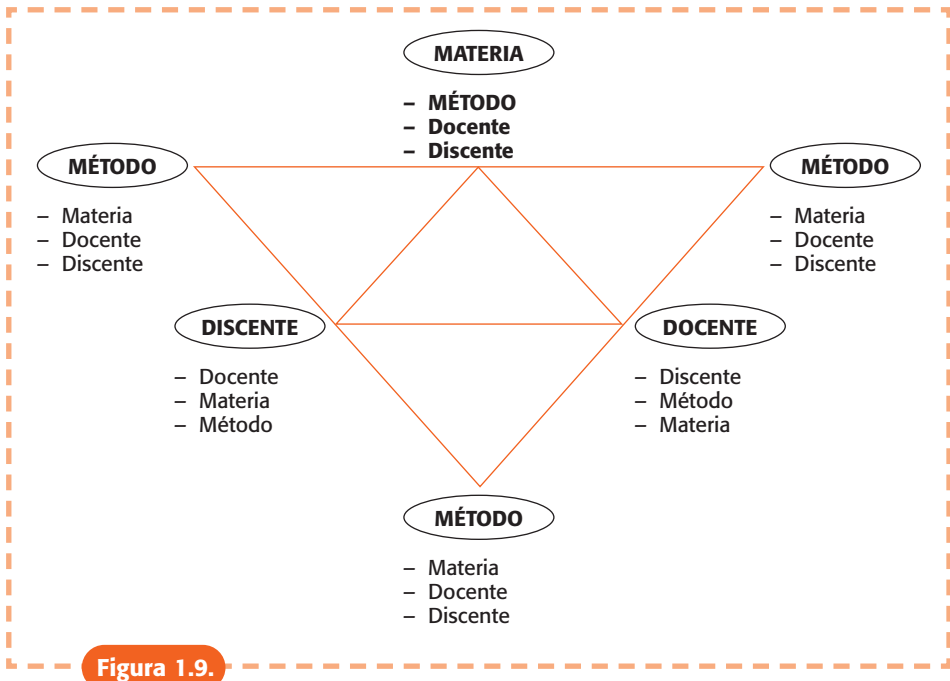 MATERIA
– MÉTODO
– Docente
– Discente
MÉTODO
– Materia
– Docente
– Discente
MÉTODO
– Materia
– Docente
– Discente
DISCENTE
– Docente
– Materia
– Método
DOCENTE
– Discente
– Método
– Materia
MÉTODO
– Materia
– Docente
– Discente
Figura 1.9.